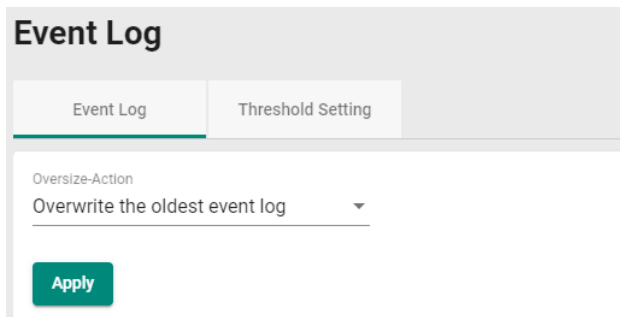 Event Log
Event Log Threshold Setting
Oversize-Action
Overwrite the oldest event log
Apply